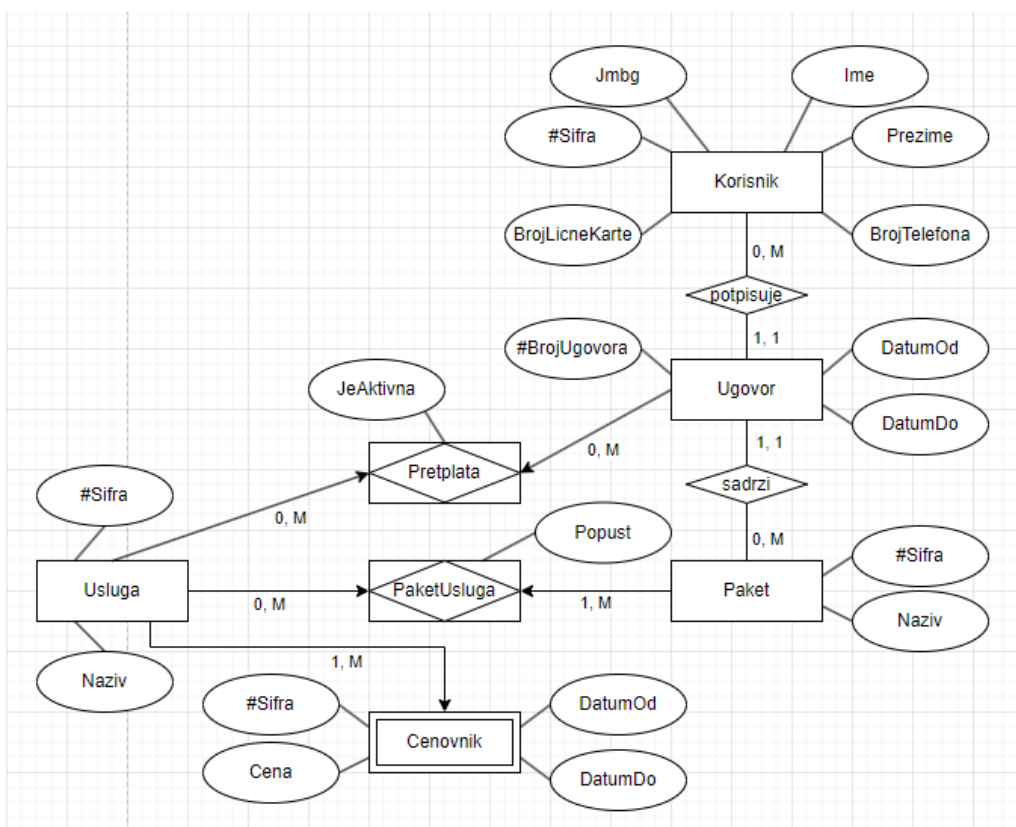 Jmbg
Ime
#Sifra
Prezime
Korisnik
BrojLicneKarte
BrojTelefona
0, M
potpisuje
1, 1
#BrojUgovora
DatumOd
Ugovor
JeAktivna
DatumDo
0, M
1, 1
Pretplata
sadrzi
#Sifra
0, M
Popust
0, M
#Sifra
Usluga
PaketUsluga
Paket
0, M
1, M
Naziv
Naziv
1, M
#Sifra
DatumOd
Cenovnik
Cena
DatumDo